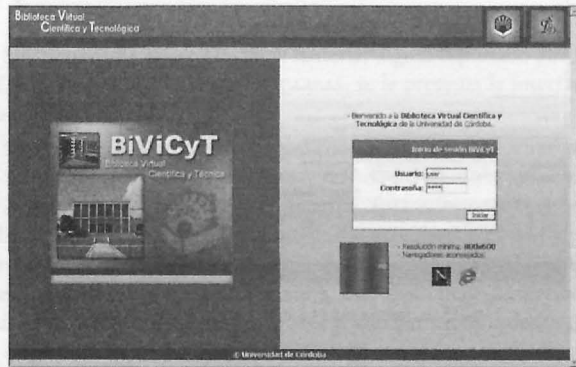 Biblioteca Virtual
Científica y Tecnológica
BiViCyT
Biblioteca Virtual
Científica y Técnica
- Bienvenido a la Biblioteca Virtual Científica y
Tecnológica de la Universidad de Córdoba.
Inicio de sesión BiViCyT
Usuario: user
Contraseña: ****
Iniciar
- Resolución mínima: 800x600
- Navegadores aconsejados:
N
e
© Universidad de Córdoba